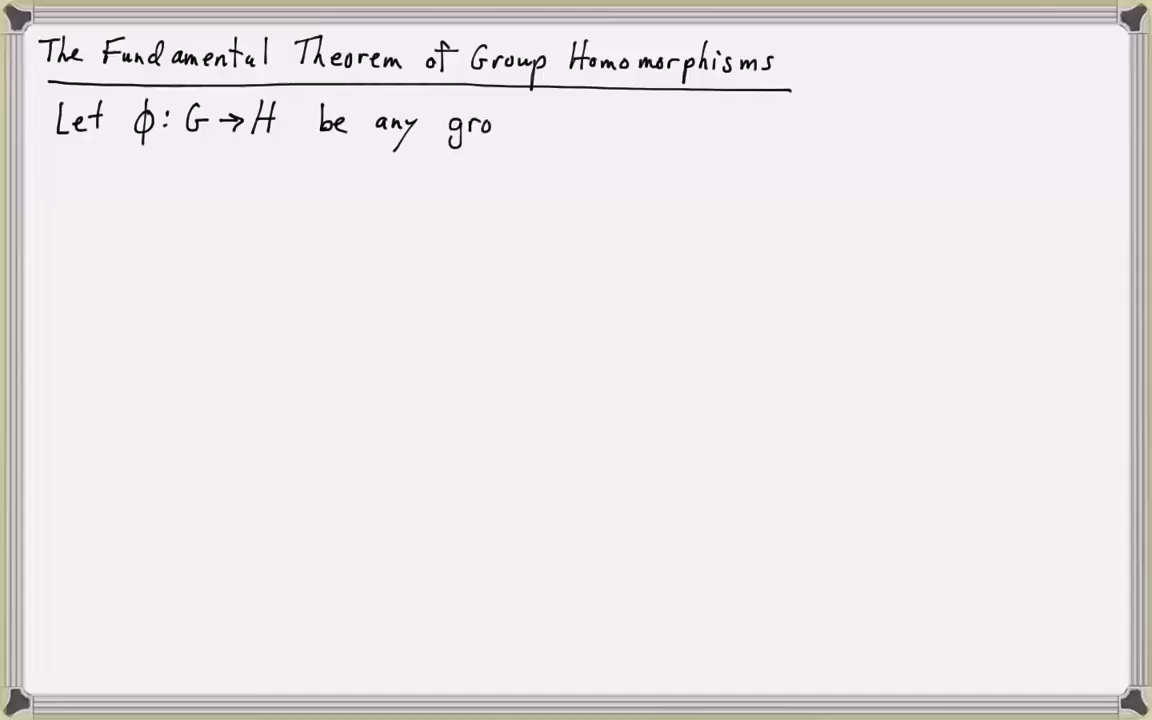 The Fundamental Theorem of Group Homomorphisms
Let ϕ: G → H be any gro